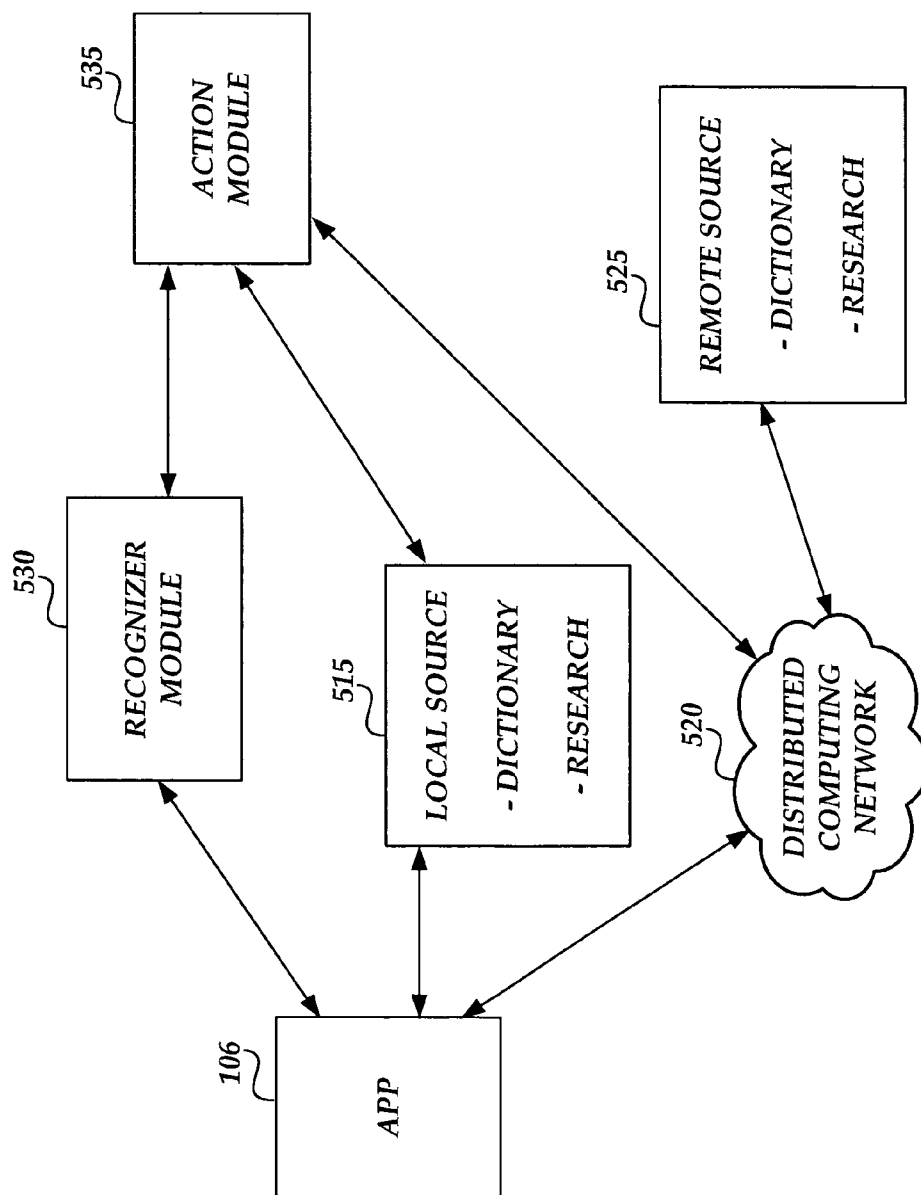 106
APP
530
RECOGNIZER
MODULE
535
ACTION
MODULE
515
LOCAL SOURCE
- DICTIONARY
- RESEARCH
520
DISTRIBUTED
COMPUTING
NETWORK
525
REMOTE SOURCE
- DICTIONARY
- RESEARCH